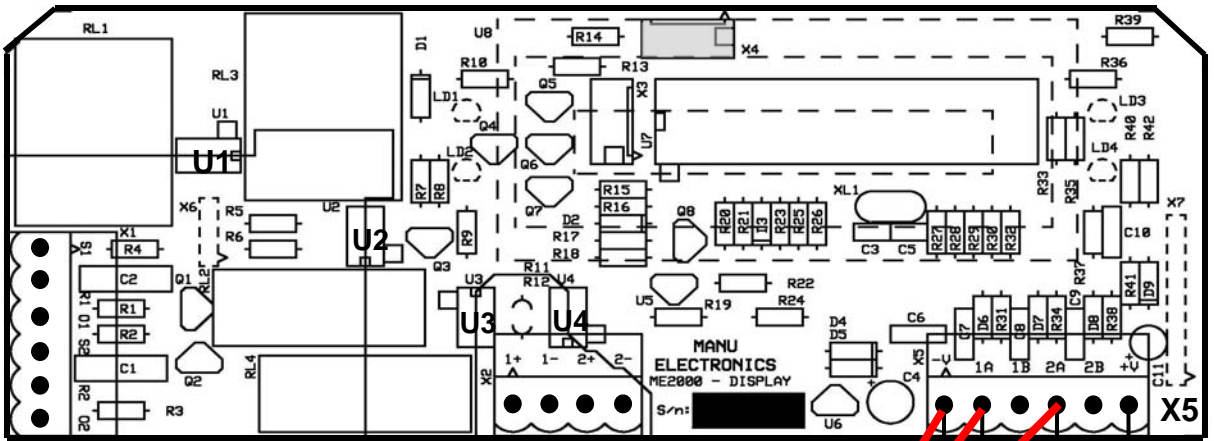 RL1
RL3
D1
U8
R14
X4
R39
R10
R13
R36
Q5
X3
LD1
LD3
U1
Q4
R40
R42
U1
LD2
Q6
U7
LD4
R7
R8
R33
R35
R15
R16
XL1
X6
R5
U2
Q7
D2
Q8
R20
R21
D3
R23
R25
R26
X7
X1
R6
U2
R9
R17
C3
C5
R27
R28
R29
R30
R32
C10
S1
R4
R18
Q3
C2
Q1
RL2
U3
R11
R12
U4
R22
R37
R41
D9
U5
R1
R1
O1
R19
R24
C9
U3
U4
C6
C7
D6
R31
C8
D7
R34
D8
R38
R2
S2
MANU
ELECTRONICS
D4
D5
X5
C1
Q2
RL4
X2
1+
1-
2+
2-
ME2000 - DISPLAY
C4
-V
1A
1B
2A
2B
+V
C11
R2
R3
O2
S/n:
U6
X5